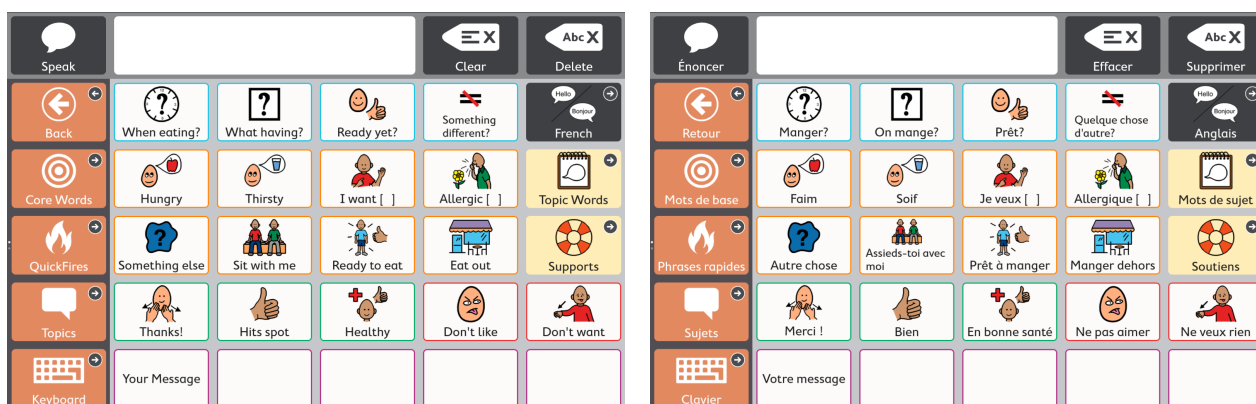 Speak
Clear
Abc X
Delete
Back
When eating?
What having?
Ready yet?
Something
different?
Hello
Bonjour
French
Core Words
Hungry
Thirsty
I want [ ]
Allergic [ ]
Topic Words
QuickFires
Something else
Sit with me
Ready to eat
Eat out
Supports
Topics
Thanks!
Hits spot
Healthy
Don't like
Don't want
Keyboard
Your Message
Énoncer
Effacer
Abc X
Supprimer
Retour
Manger?
On mange?
Prêt?
Quelque chose
d'autre?
Hello
Bonjour
Anglais
Mots de base
Faim
Soif
Je veux [ ]
Allergique [ ]
Mots de sujet
Phrases rapides
Autre chose
Assieds-toi avec
moi
Prêt à manger
Manger dehors
Soutiens
Sujets
Merci !
Bien
En bonne santé
Ne pas aimer
Ne veux rien
Clavier
Votre message